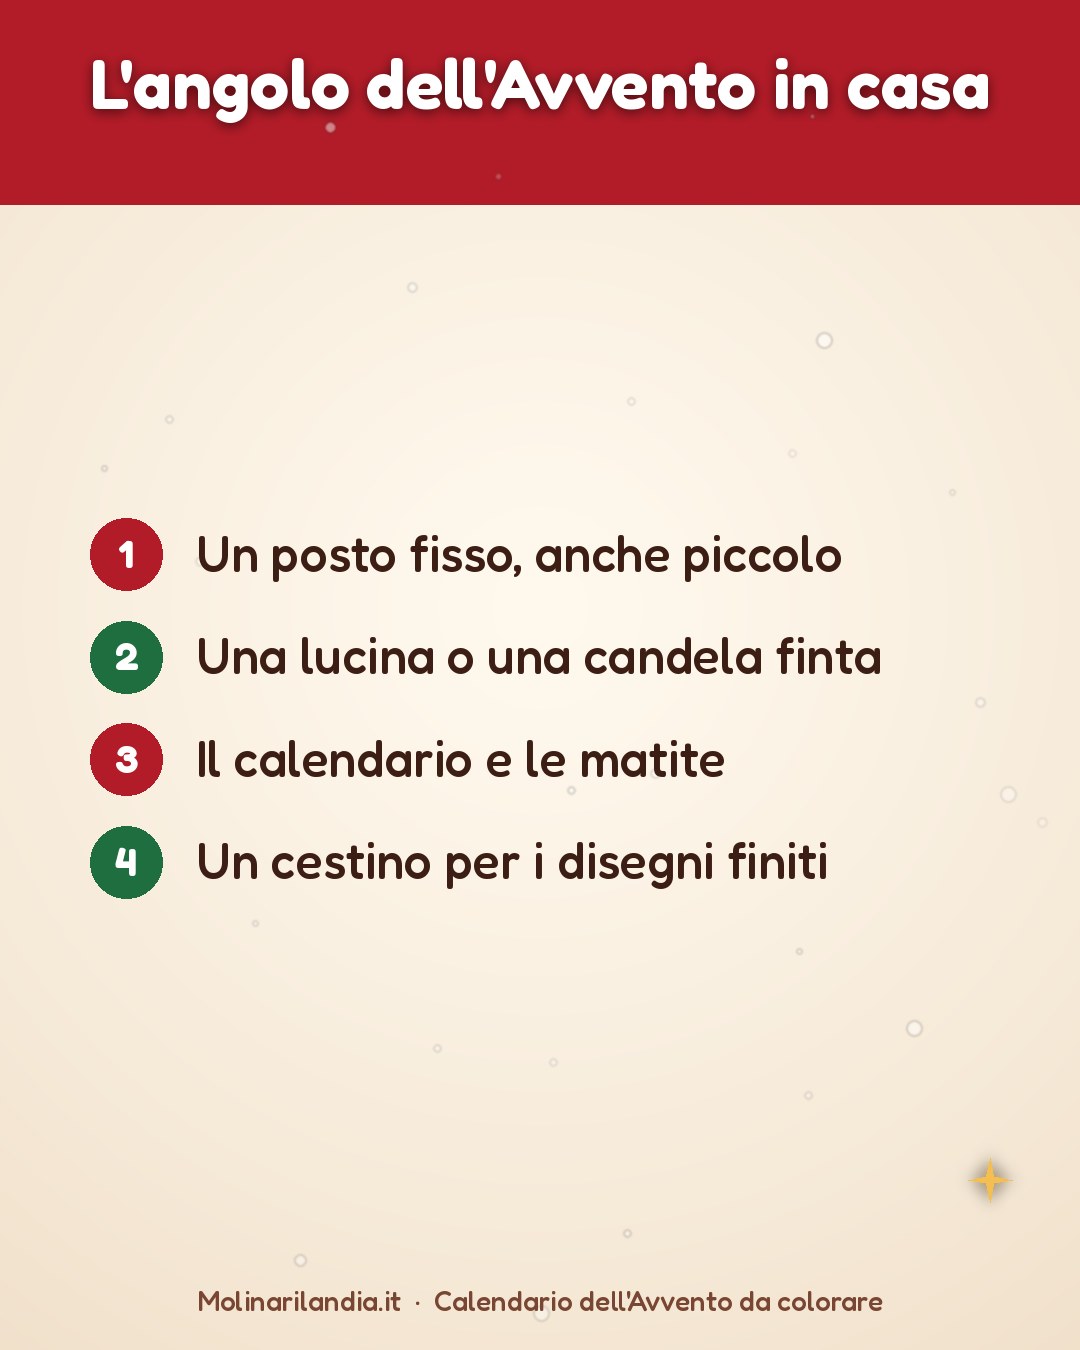 L'angolo dell'Avvento in casa
1 Un posto fisso, anche piccolo
2 Una lucina o una candela finta
3 Il calendario e le matite
4 Un cestino per i disegni finiti
Molinarilandia.it · Calendario dell'Avvento da colorare